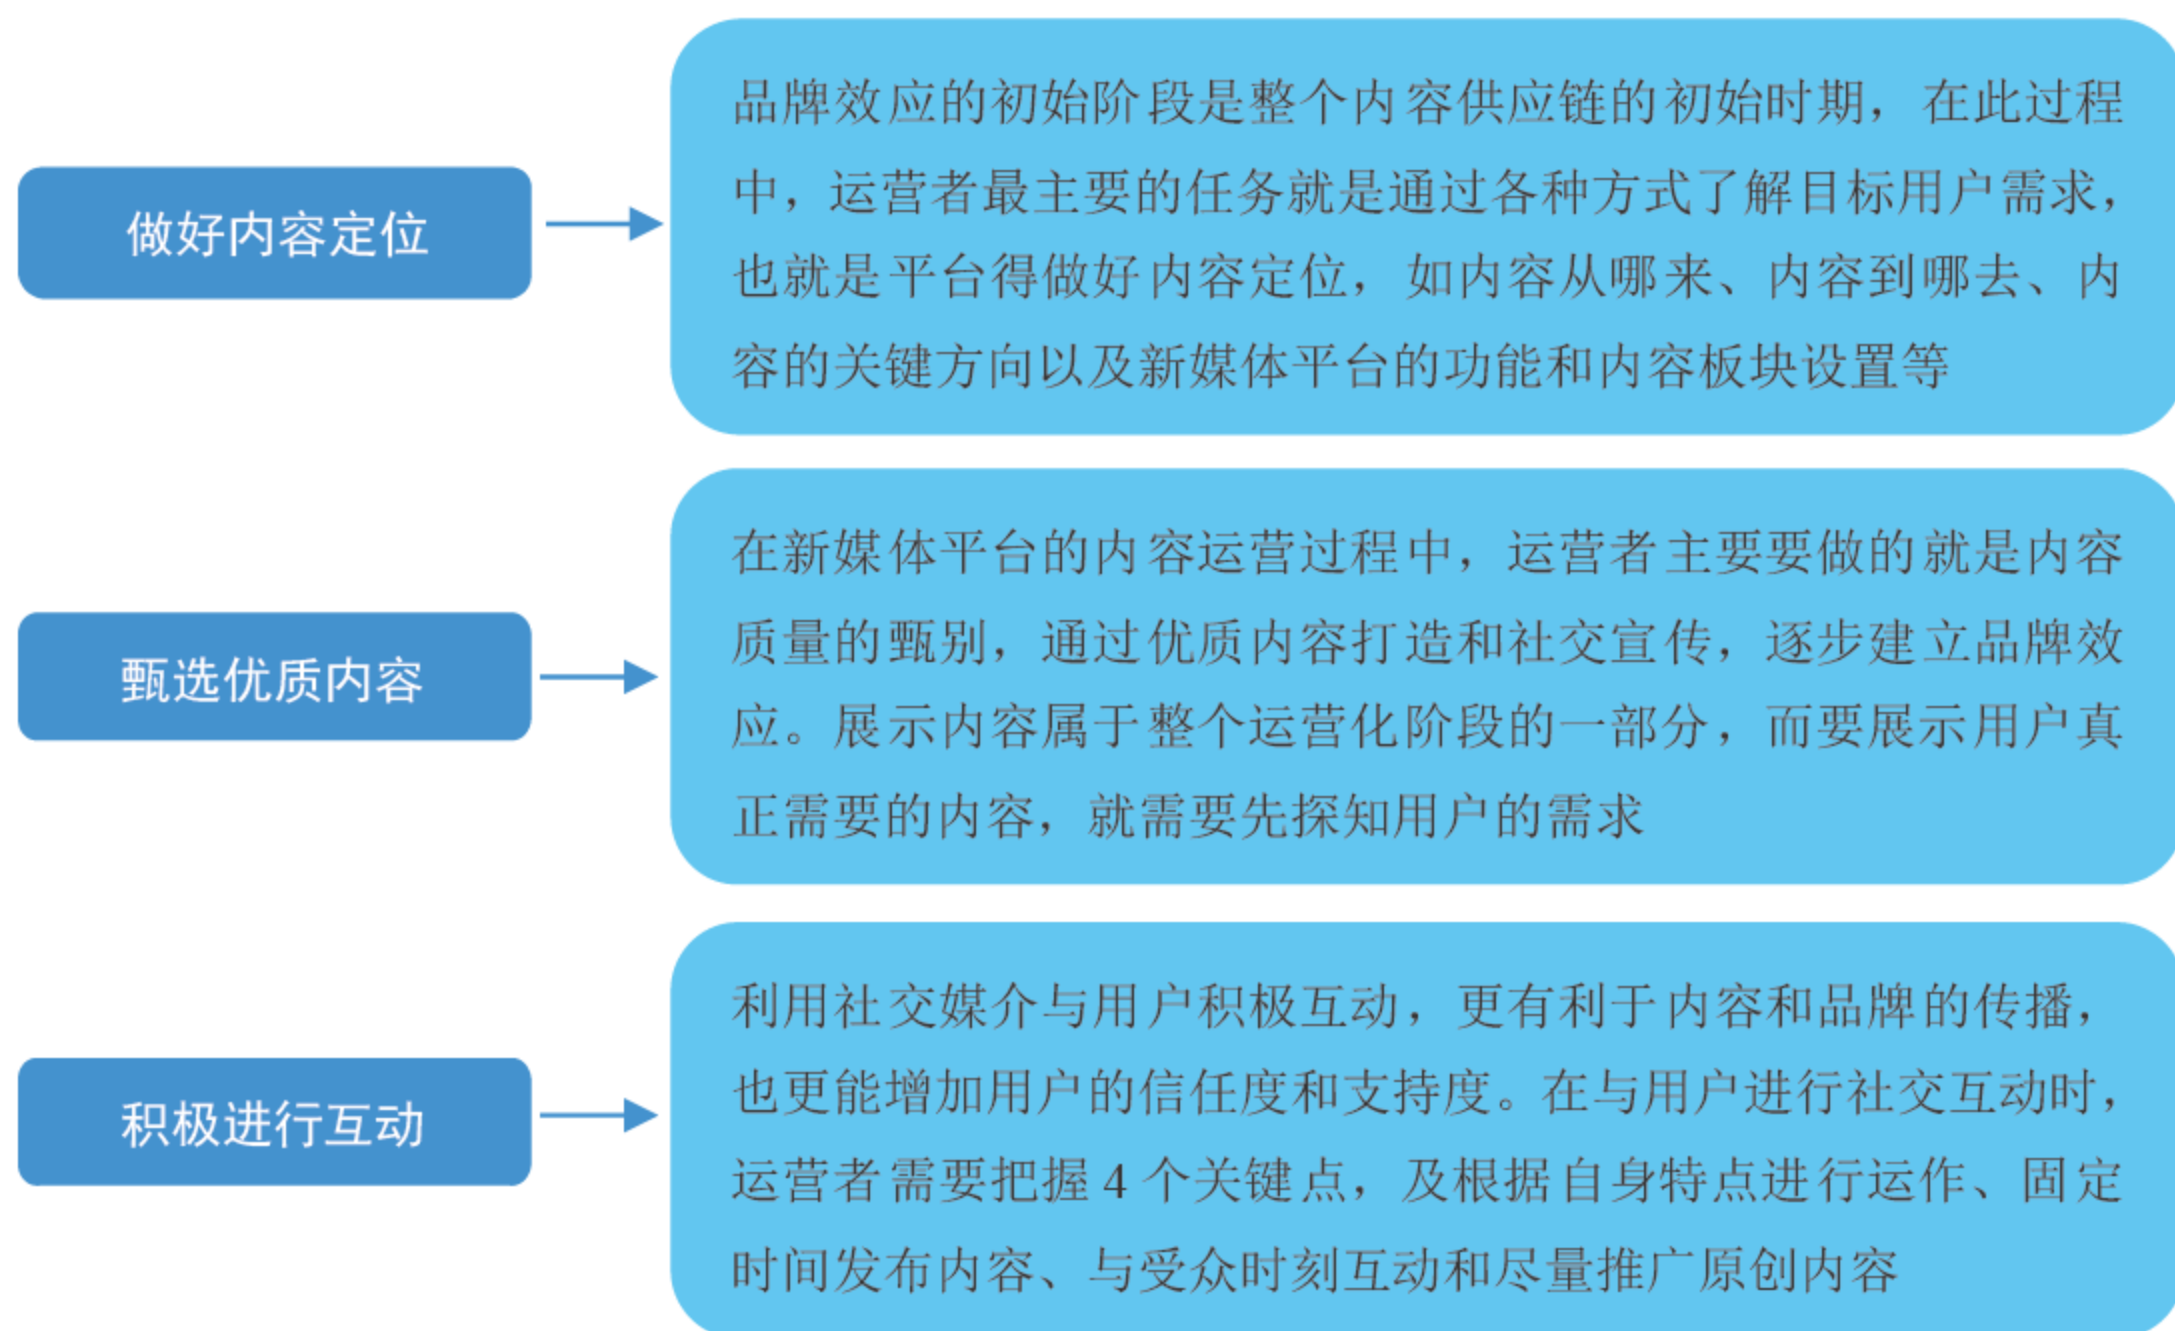 做好内容定位
品牌效应的初始阶段是整个内容供应链的初始时期，在此过程
中，运营者最主要的任务就是通过各种方式了解目标用户需求，
也就是平台得做好内容定位，如内容从哪来、内容到哪去、内
容的关键方向以及新媒体平台的功能和内容板块设置等
甄选优质内容
在新媒体平台的内容运营过程中，运营者主要要做的就是内容
质量的甄别，通过优质内容打造和社交宣传，逐步建立品牌效
应。展示内容属于整个运营化阶段的一部分，而要展示用户真
正需要的内容，就需要先探知用户的需求
积极进行互动
利用社交媒介与用户积极互动，更有利于内容和品牌的传播，
也更能增加用户的信任度和支持度。在与用户进行社交互动时，
运营者需要把握 4 个关键点，及根据自身特点进行运作、固定
时间发布内容、与受众时刻互动和尽量推广原创内容